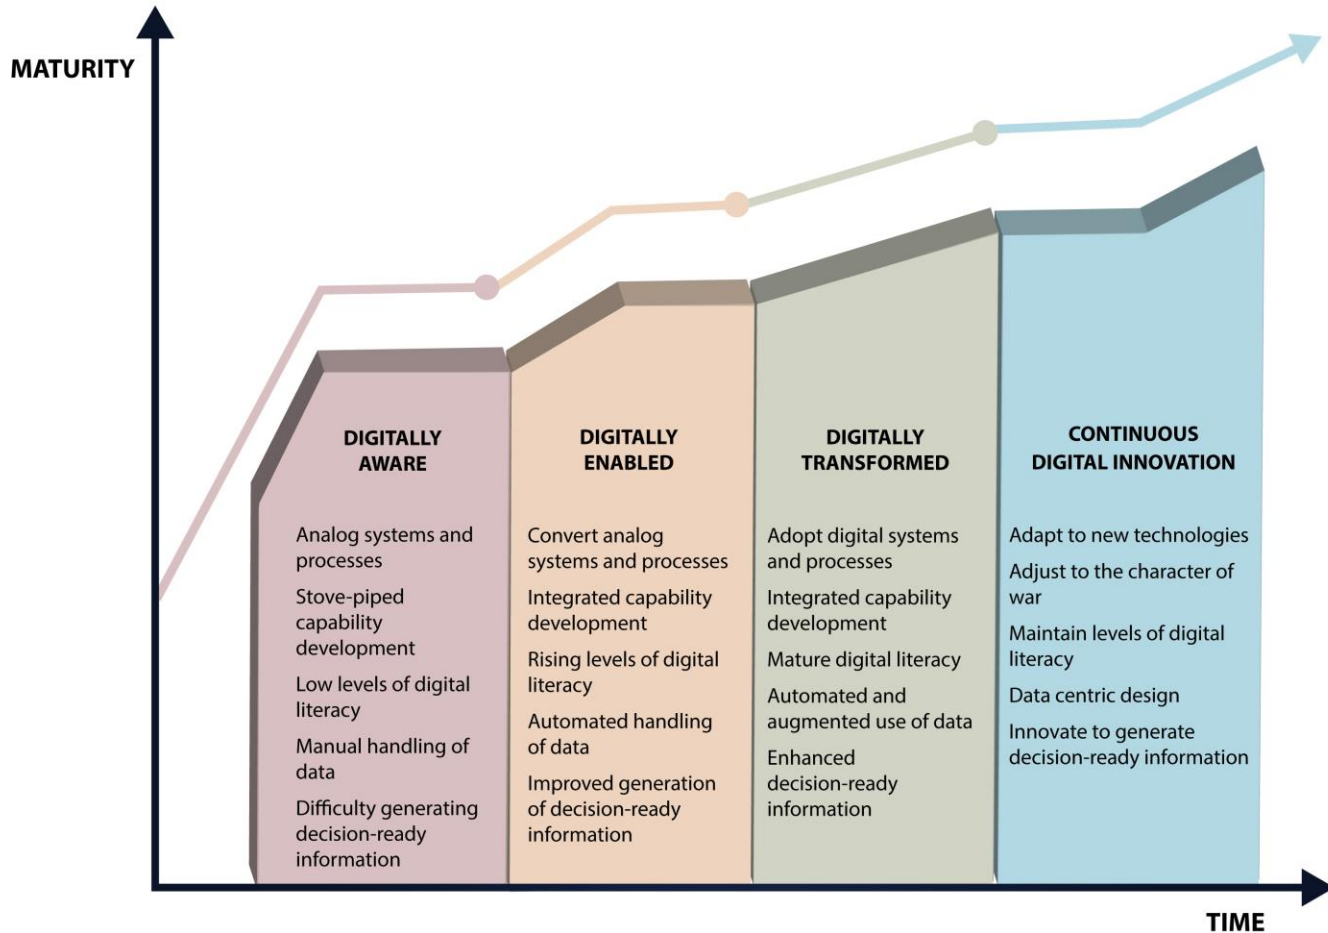 MATURITY
DIGITALLY
AWARE
Analog systems and
processes
Stove-piped
capability
development
Low levels of digital
literacy
Manual handling of
data
Difficulty generating
decision-ready
information
DIGITALLY
ENABLED
Convert analog
systems and processes
Integrated capability
development
Rising levels of digital
literacy
Automated handling
of data
Improved generation
of decision-ready
information
DIGITALLY
TRANSFORMED
Adopt digital systems
and processes
Integrated capability
development
Mature digital literacy
Automated and
augmented use of data
Enhanced
decision-ready
information
CONTINUOUS
DIGITAL INNOVATION
Adapt to new technologies
Adjust to the character of
war
Maintain levels of digital
literacy
Data centric design
Innovate to generate
decision-ready information
TIME